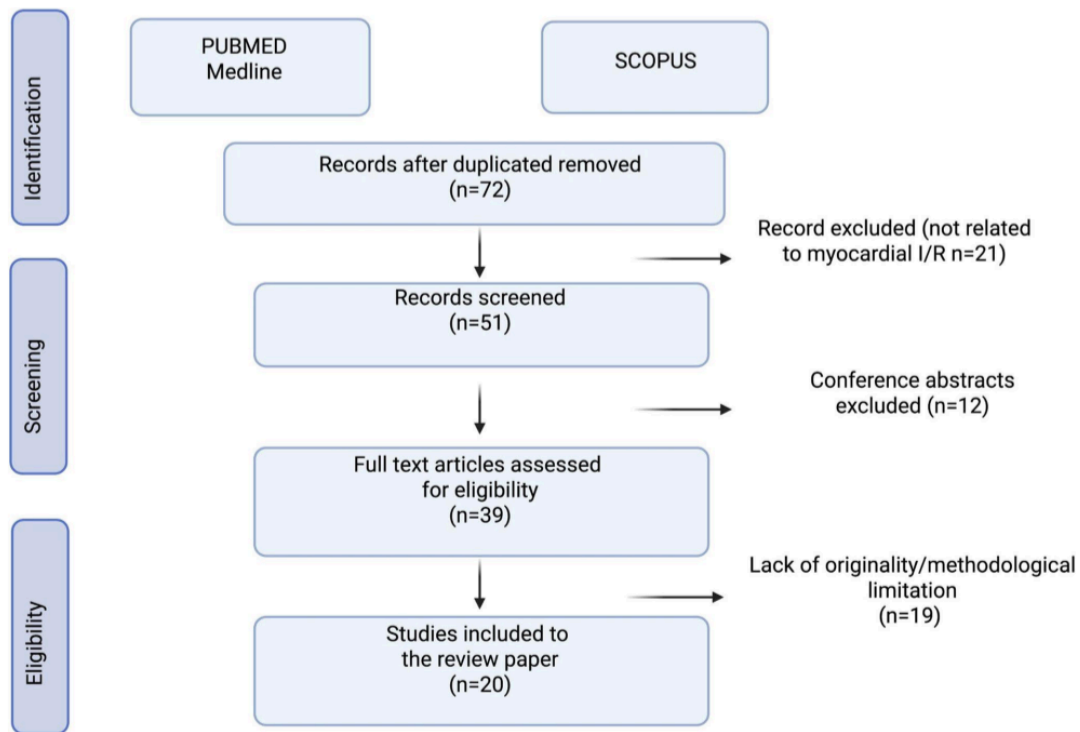 Identification
PUBMED
Medline
SCOPUS
Records after duplicated removed
(n=72)
Record excluded (not related
to myocardial I/R n=21)
Screening
Records screened
(n=51)
Conference abstracts
excluded (n=12)
Full text articles assessed
for eligibility
(n=39)
Eligibility
Lack of originality/methodological
limitation
(n=19)
Studies included to
the review paper
(n=20)